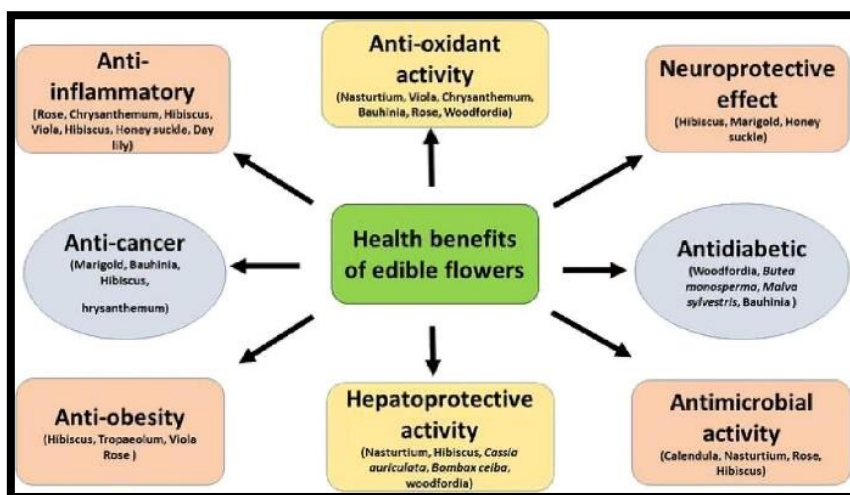 Anti-
inflammatory
(Rose, Chrysanthemum, Hibiscus,
Viola, Hibiscus, Honey suckle, Day
lily)
Anti-oxidant
activity
(Nasturtium, Viola, Chrysanthemum,
Bauhinia, Rose, Woodfordia)
Neuroprotective
effect
(Hibiscus, Marigold, Honey
suckle)
Anti-cancer
(Marigold, Bauhinia,
Hibiscus,
hrysanthemum)
Health benefits
of edible flowers
Antidiabetic
(Woodfordia, Butea
monosperma, Malva
sylvestris, Bauhinia )
Anti-obesity
(Hibiscus, Tropaeolum, Viola
Rose )
Hepatoprotective
activity
(Nasturtium, Hibiscus, Cassia
auriculata, Bombax ceiba,
woodfordia)
Antimicrobial
activity
(Calendula, Nasturtium, Rose,
Hibiscus)